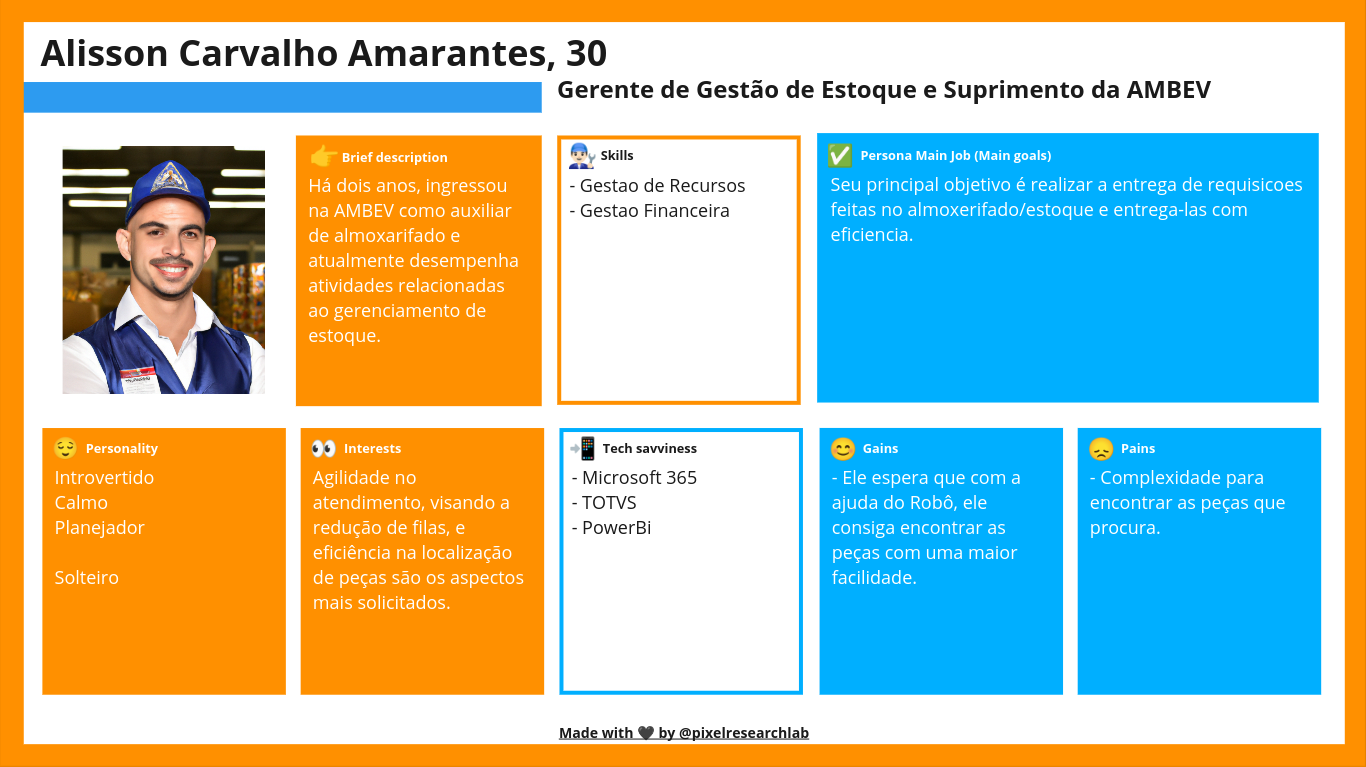 Alisson Carvalho Amarantes, 30
Gerente de Gestão de Estoque e Suprimento da AMBEV
Brief description
Há dois anos, ingressou
na AMBEV como auxiliar
de almoxarifado e
atualmente desempenha
atividades relacionadas
ao gerenciamento de
estoque.
Skills
- Gestao de Recursos
- Gestao Financeira
Persona Main Job (Main goals)
Seu principal objetivo é realizar a entrega de requisicoes
feitas no almoxerifado/estoque e entrega-las com
eficiencia.
Personality
Introvertido
Calmo
Planejador
Solteiro
Interests
Agilidade no
atendimento, visando a
redução de filas, e
eficiência na localização
de peças são os aspectos
mais solicitados.
Tech savviness
- Microsoft 365
- TOTVS
- PowerBi
Gains
- Ele espera que com a
ajuda do Robô, ele
consiga encontrar as
peças com uma maior
facilidade.
Pains
- Complexidade para
encontrar as peças que
procura.
Made with 🖤 by @pixelresearchlab